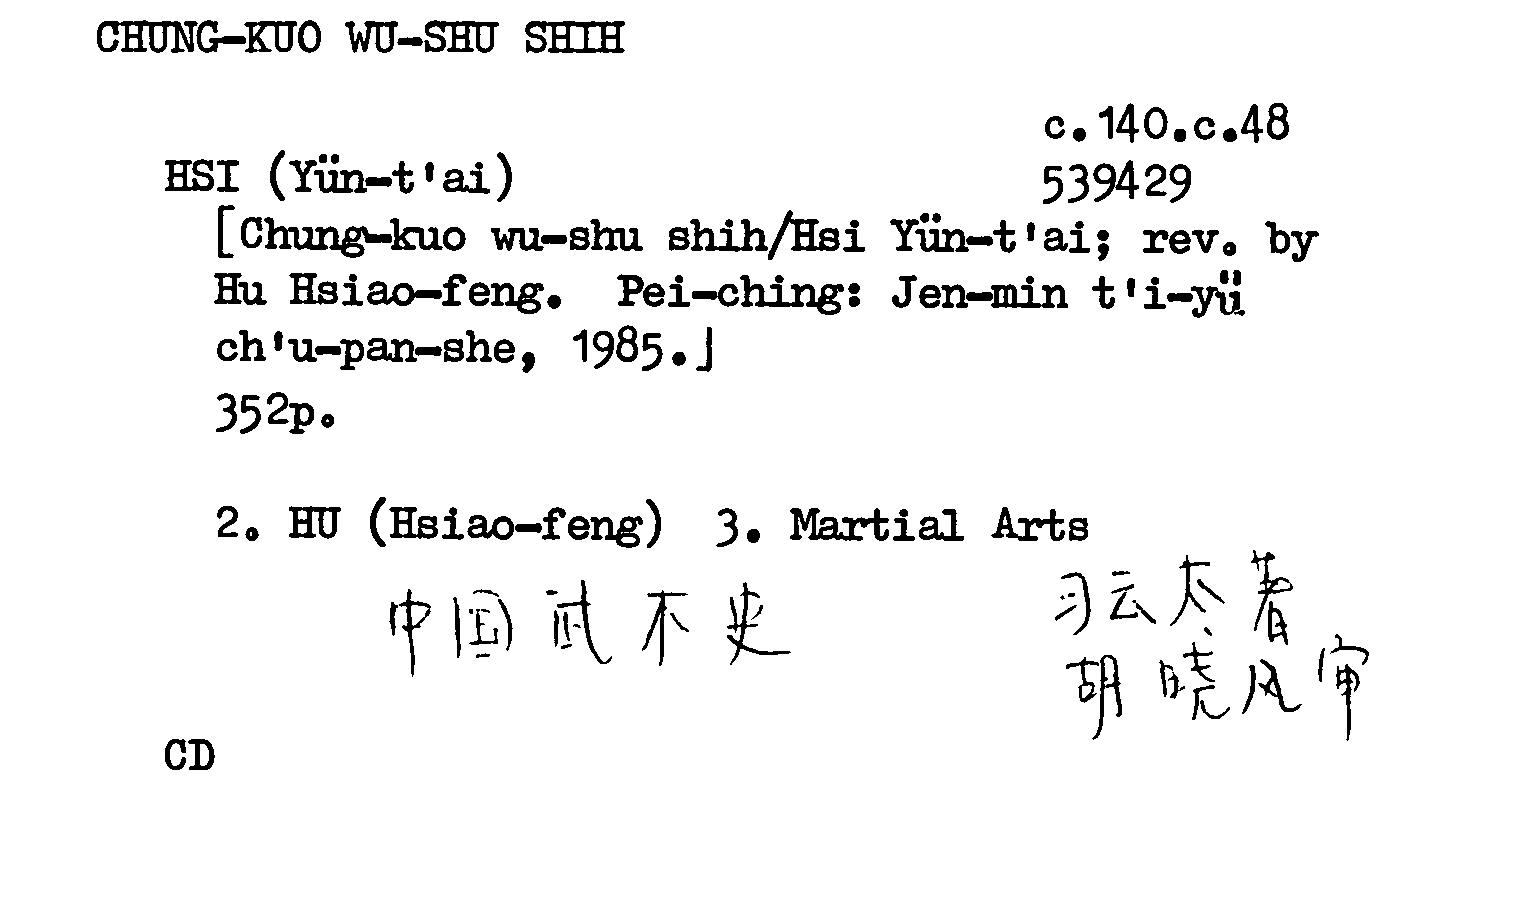 CHUNG-KUO WU-SHU SHIH
c.140.c.48
HSI (Yün-t'ai)
539429
[Chung-kuo wu-shu shih/Hsi Yün-t'ai; rev. by
Hu Hsiao-feng. Pei-ching: Jen-min t'i-yü
ch'u-pan-she, 1985.]
352p.
2. HU (Hsiao-feng) 3. Martial Arts
中国武术史
习云太著
胡晓风审
CD